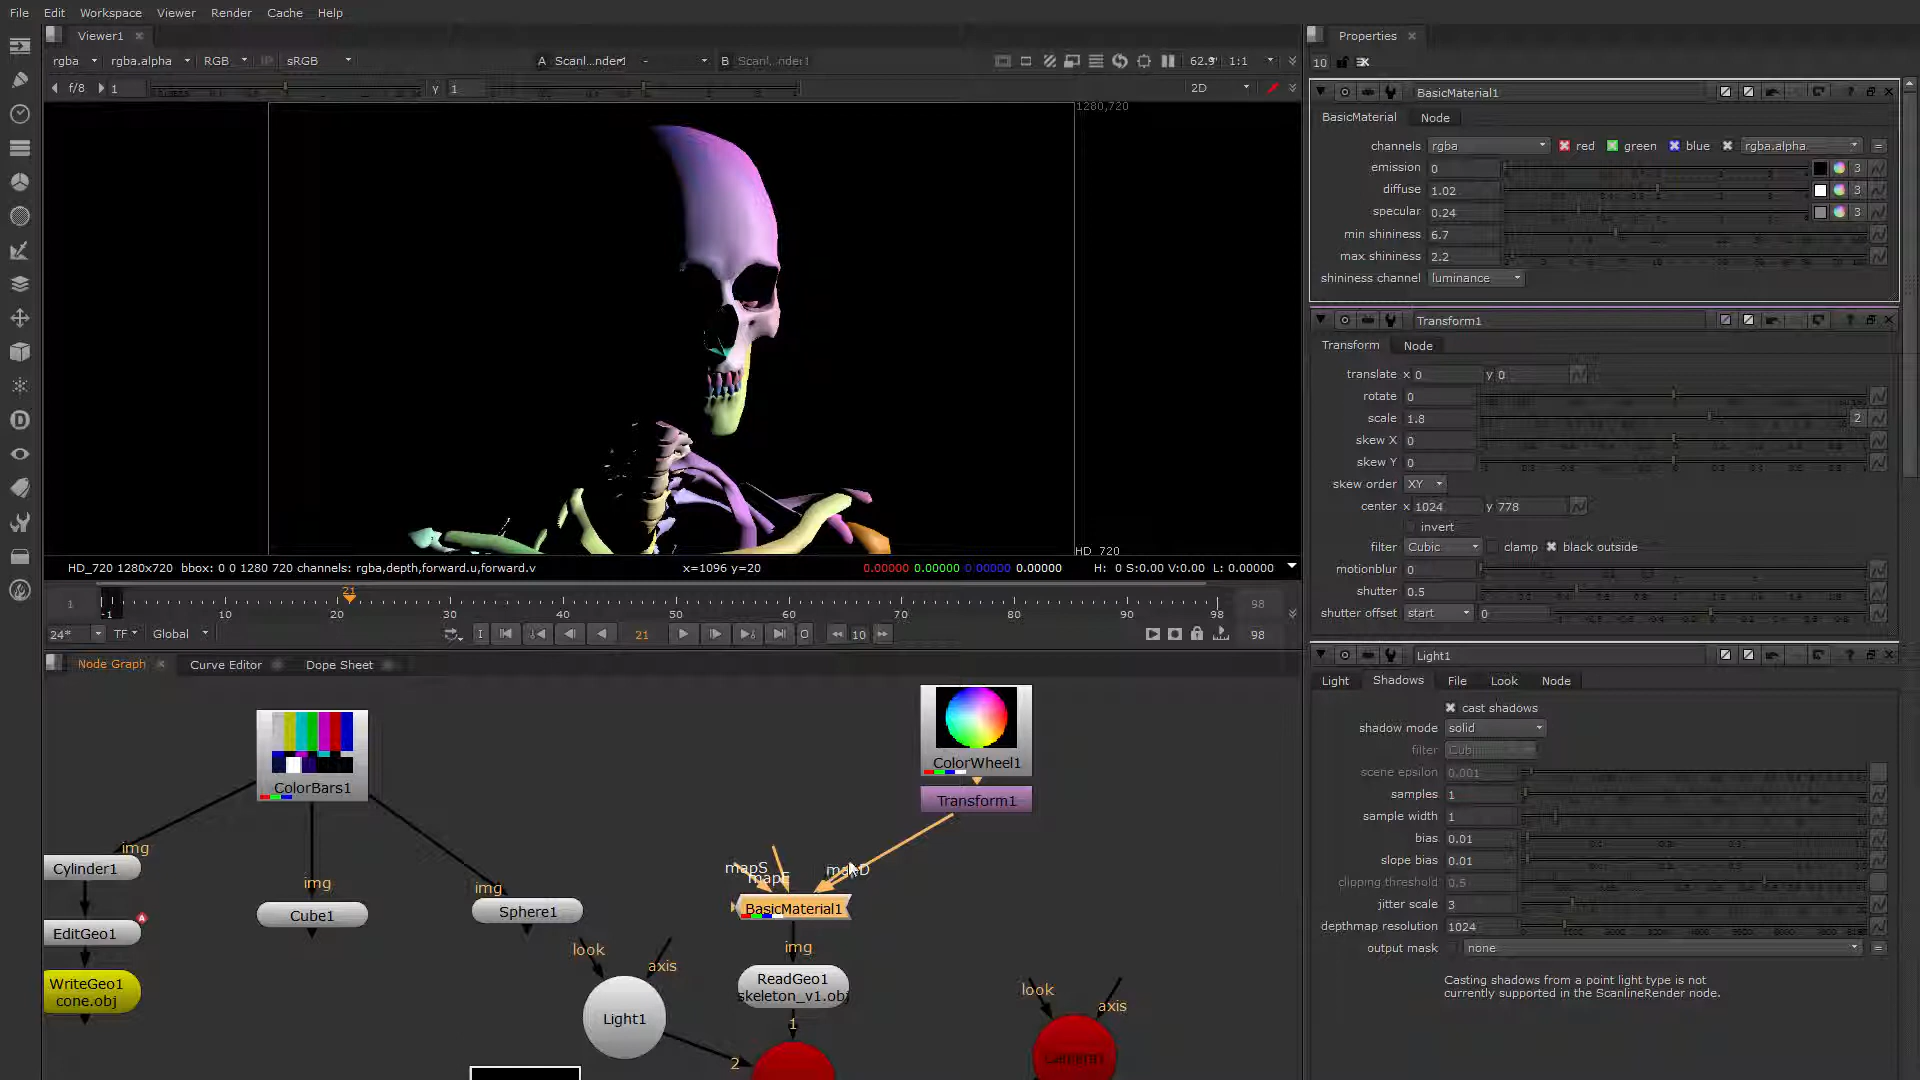 File Edit Workspace Viewer Render Cache Help
Viewer1
rgba rgba.alpha RGB IP sRGB A Scanl...nder1 - B Scanl...nder1 62.9 1:1
f/8 1 y 1 2D
1280,720
HD_720
HD_720 1280x720 bbox: 0 0 1280 720 channels: rgba,depth,forward.u,forward.v x=1096 y=20 0.00000 0.00000 0.00000 0.00000 H: 0 S:0.00 V:0.00 L: 0.00000
21
1 -1 10 20 30 40 50 60 70 80 90 98 98
24* TF Global I 21 O 10 98
Node Graph Curve Editor Dope Sheet
ColorBars1
ColorWheel1
Transform1
img
Cylinder1
img
Cube1
img
Sphere1
mapS
mapE
mapD
BasicMaterial1
EditGeo1
A
WriteGeo1
cone.obj
look
axis
Light1
img
ReadGeo1
skeleton_v1.obj
1
2
look
axis
Camera1
Properties
10
BasicMaterial1
BasicMaterial Node
channels rgba red green blue rgba.alpha =
emission 0 3
diffuse 1.02 3
specular 0.24 3
min shininess 6.7
max shininess 2.2
shininess channel luminance
Transform1
Transform Node
translate x 0 y 0
rotate 0
scale 1.8 2
skew X 0
skew Y 0
skew order XY
center x 1024 y 778
invert
filter Cubic clamp black outside
motionblur 0
shutter 0.5
shutter offset start 0
Light1
Light Shadows File Look Node
cast shadows
shadow mode solid
filter Cubic
scene epsilon 0.001
samples 1
sample width 1
bias 0.01
slope bias 0.01
clipping threshold 0.5
jitter scale 3
depthmap resolution 1024
output mask none =
Casting shadows from a point light type is not
currently supported in the ScanlineRender node.